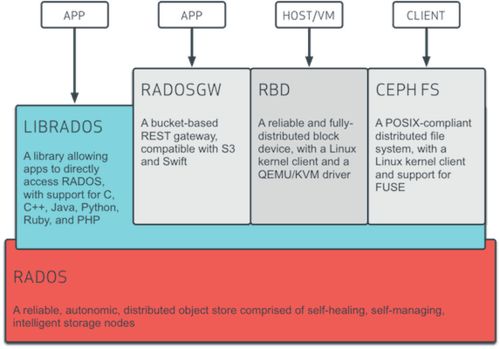 APP
APP
HOST/VM
CLIENT
RADOSGW
A bucket-based
REST gateway,
compatible with S3
and Swift
RBD
A reliable and fully-
distributed block
device, with a Linux
kernel client and a
QEMU/KVM driver
CEPH FS
A POSIX-compliant
distributed file
system, with a
Linux kernel client
and support for
FUSE
LIBRADOS
A library allowing
apps to directly
access RADOS,
with support for C,
C++, Java, Python,
Ruby, and PHP
RADOS
A reliable, autonomic, distributed object store comprised of self-healing, self-managing,
intelligent storage nodes